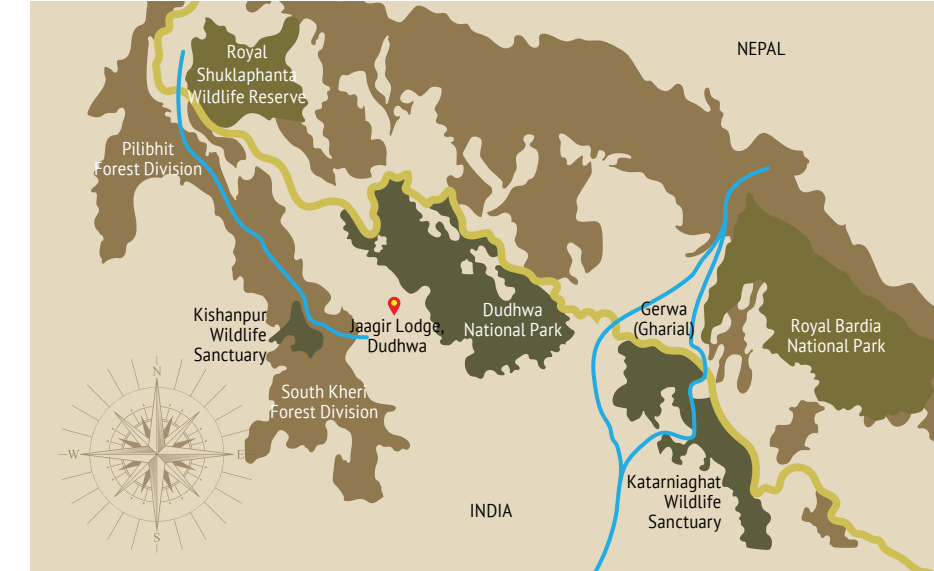 NEPAL
Royal
Shuklaphanta
Wildlife Reserve
Pilibhit
Forest Division
Kishanpur
Wildlife
Sanctuary
Jaagir Lodge,
Dudhwa
Dudhwa
National Park
Gerwa
(Gharial)
Royal Bardia
National Park
South Kheri
Forest Division
N
W
E
S
INDIA
Katarniaghat
Wildlife
Sanctuary